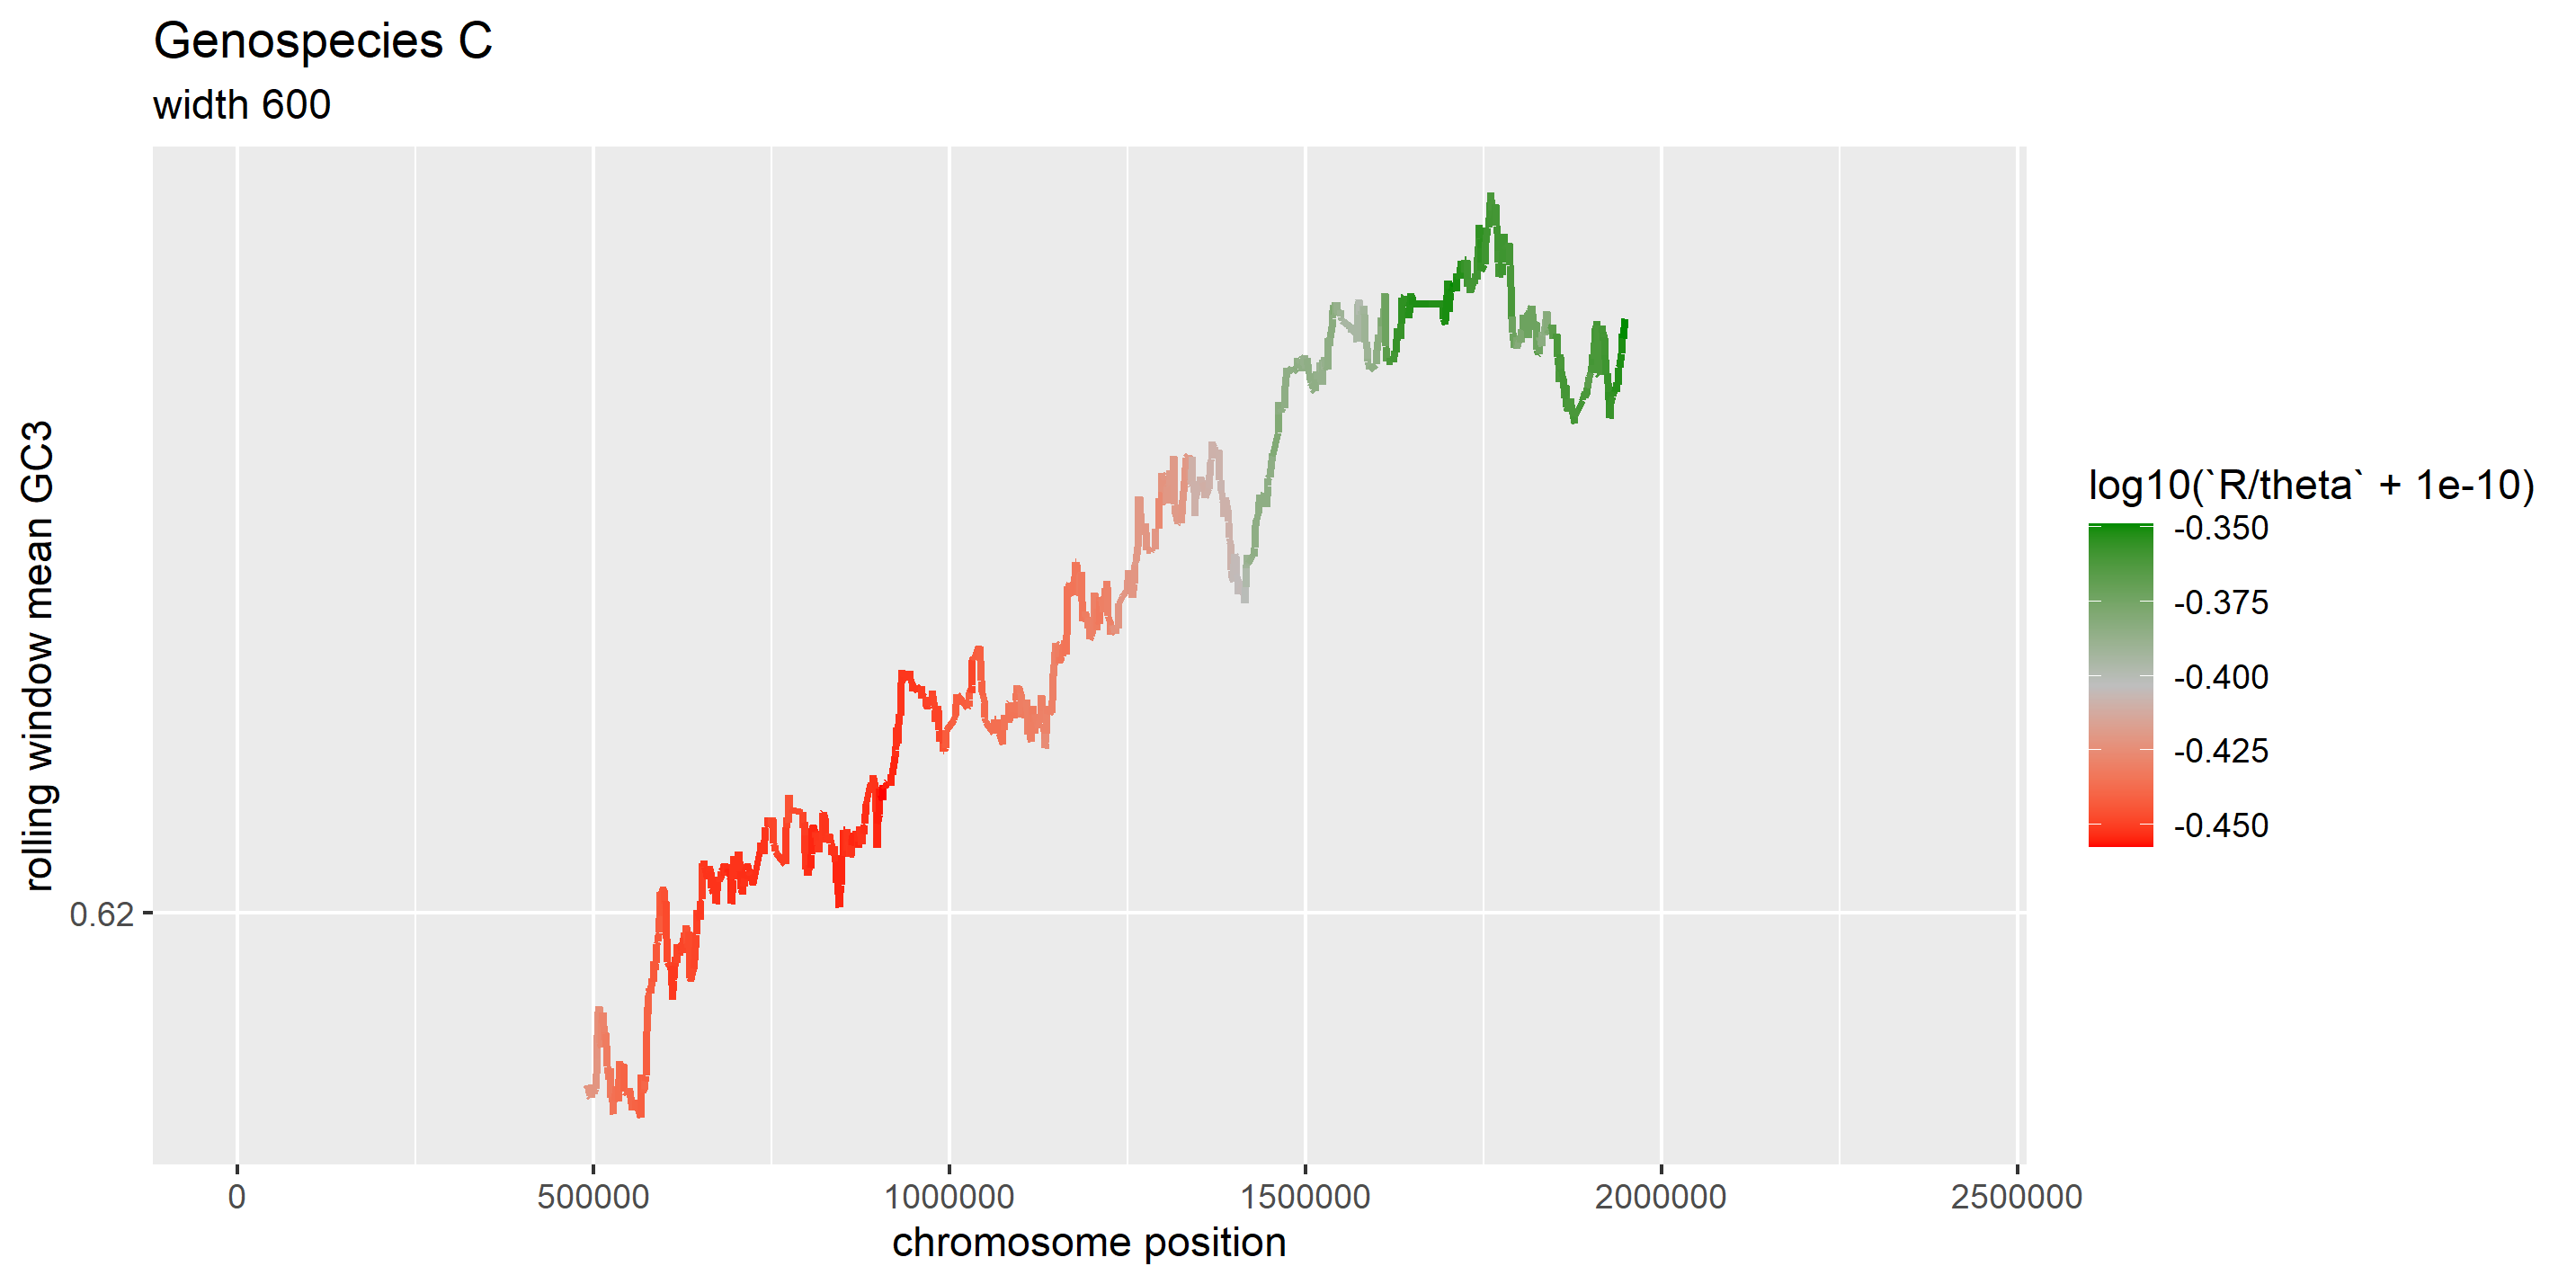 Genospecies C
width 600
rolling window mean GC3
0.62
0
500000
1000000
1500000
2000000
2500000
chromosome position
log10(`R/theta` + 1e-10)
-0.350
-0.375
-0.400
-0.425
-0.450